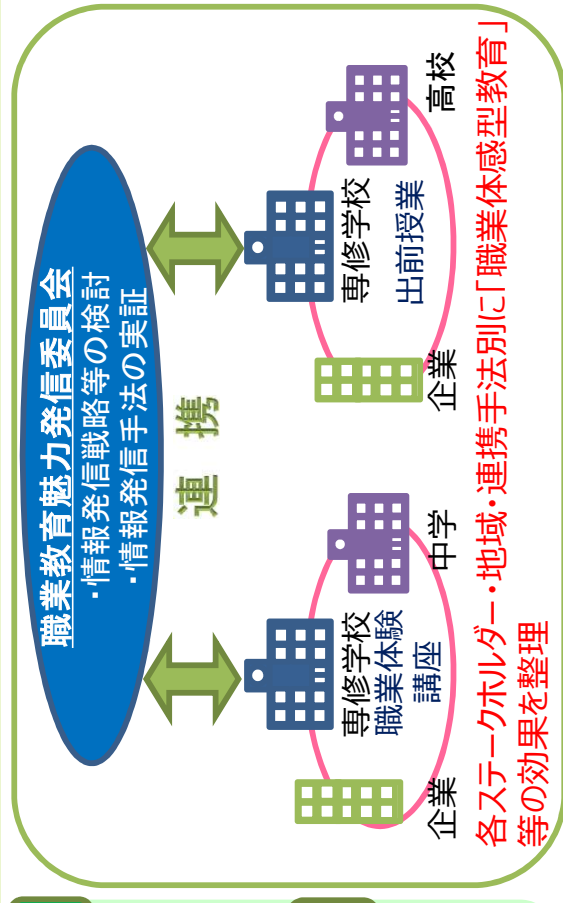 職業教育魅力発信委員会
・情報発信戦略等の検討
・情報発信手法の実証
連携
専修学校
職業体験
講座
企業
中学
専修学校
出前授業
企業
高校
各ステークホルダー・地域・連携手法別に「職業体感型教育」
等の効果を整理